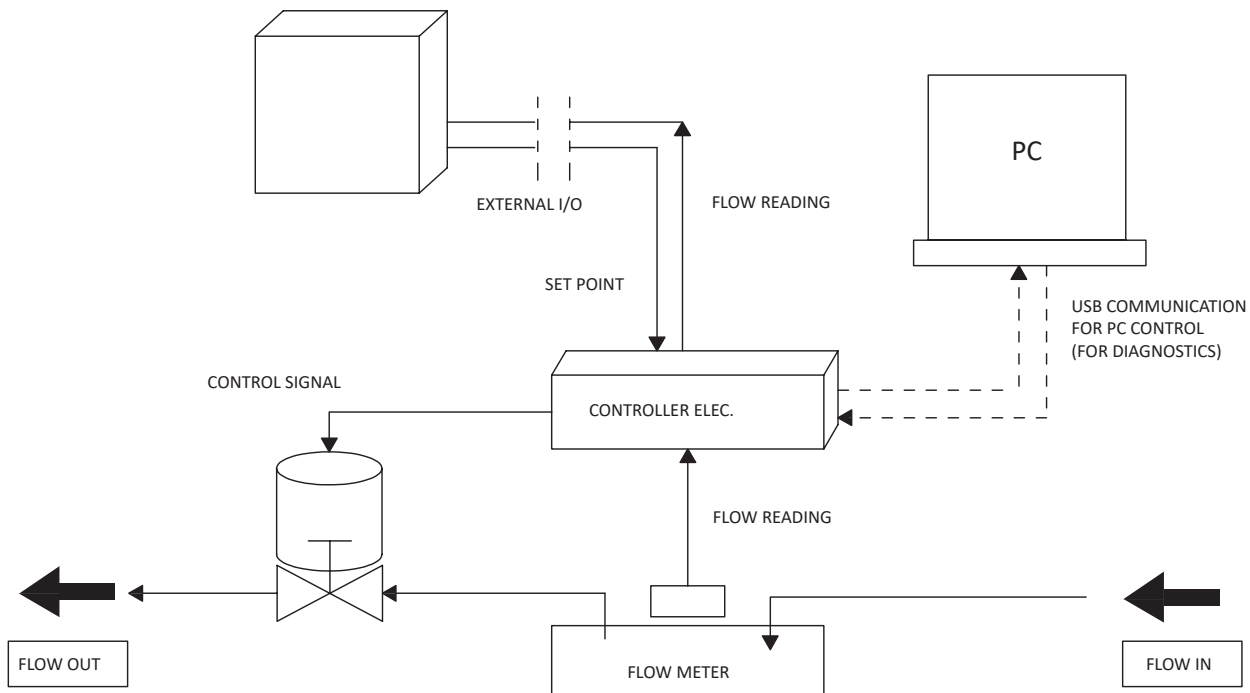 PC
EXTERNAL I/O
FLOW READING
SET POINT
USB COMMUNICATION
FOR PC CONTROL
(FOR DIAGNOSTICS)
CONTROL SIGNAL
CONTROLLER ELEC.
FLOW READING
FLOW OUT
FLOW METER
FLOW IN